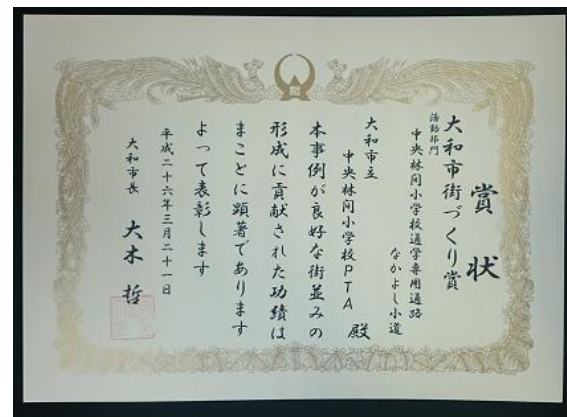 賞状
大和市街づくり賞
活動部門
中央林間小学校通学専用通路
なかよし小道
大和市立
中央林間小学校PTA 殿
本事例が良好な街並みの
形成に貢献された功績は
まことに顕著であります
よって表彰します
平成二十六年三月二十一日
大和市長 大木 哲